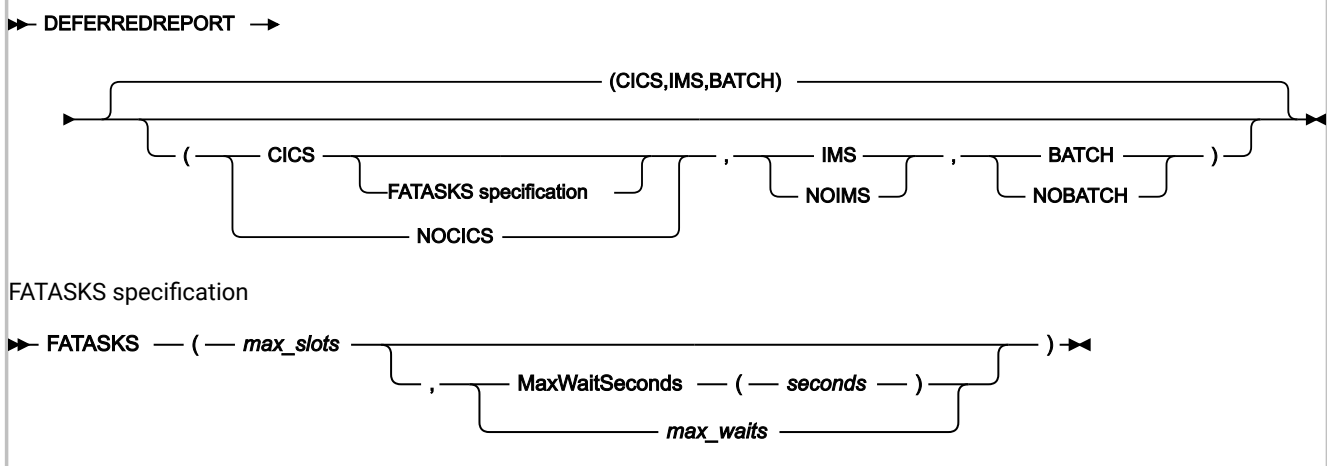 DEFERREDREPORT
(CICS,IMS,BATCH)
( CICS , IMS , BATCH )
FATASKS specification NOIMS NOBATCH
NOCICS
FATASKS specification
FATASKS ( max_slots )
, MaxWaitSeconds ( seconds )
max_waits